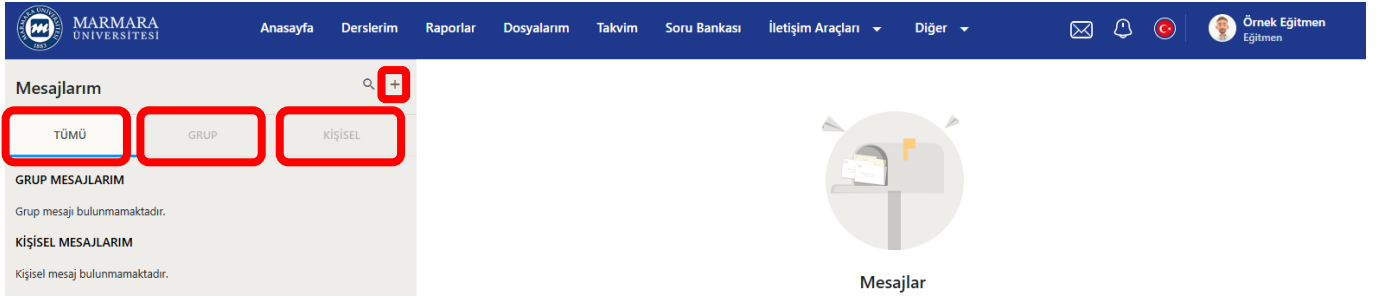 MARMARA
ÜNİVERSİTESİ
1883
Anasayfa Derslerim Raporlar Dosyalarım Takvim Soru Bankası İletişim Araçları Diğer
Örnek Eğitmen
Eğitmen
Mesajlarım
TÜMÜ GRUP KİŞİSEL
GRUP MESAJLARIM
Grup mesajı bulunmamaktadır.
KİŞİSEL MESAJLARIM
Kişisel mesaj bulunmamaktadır.
Mesajlar